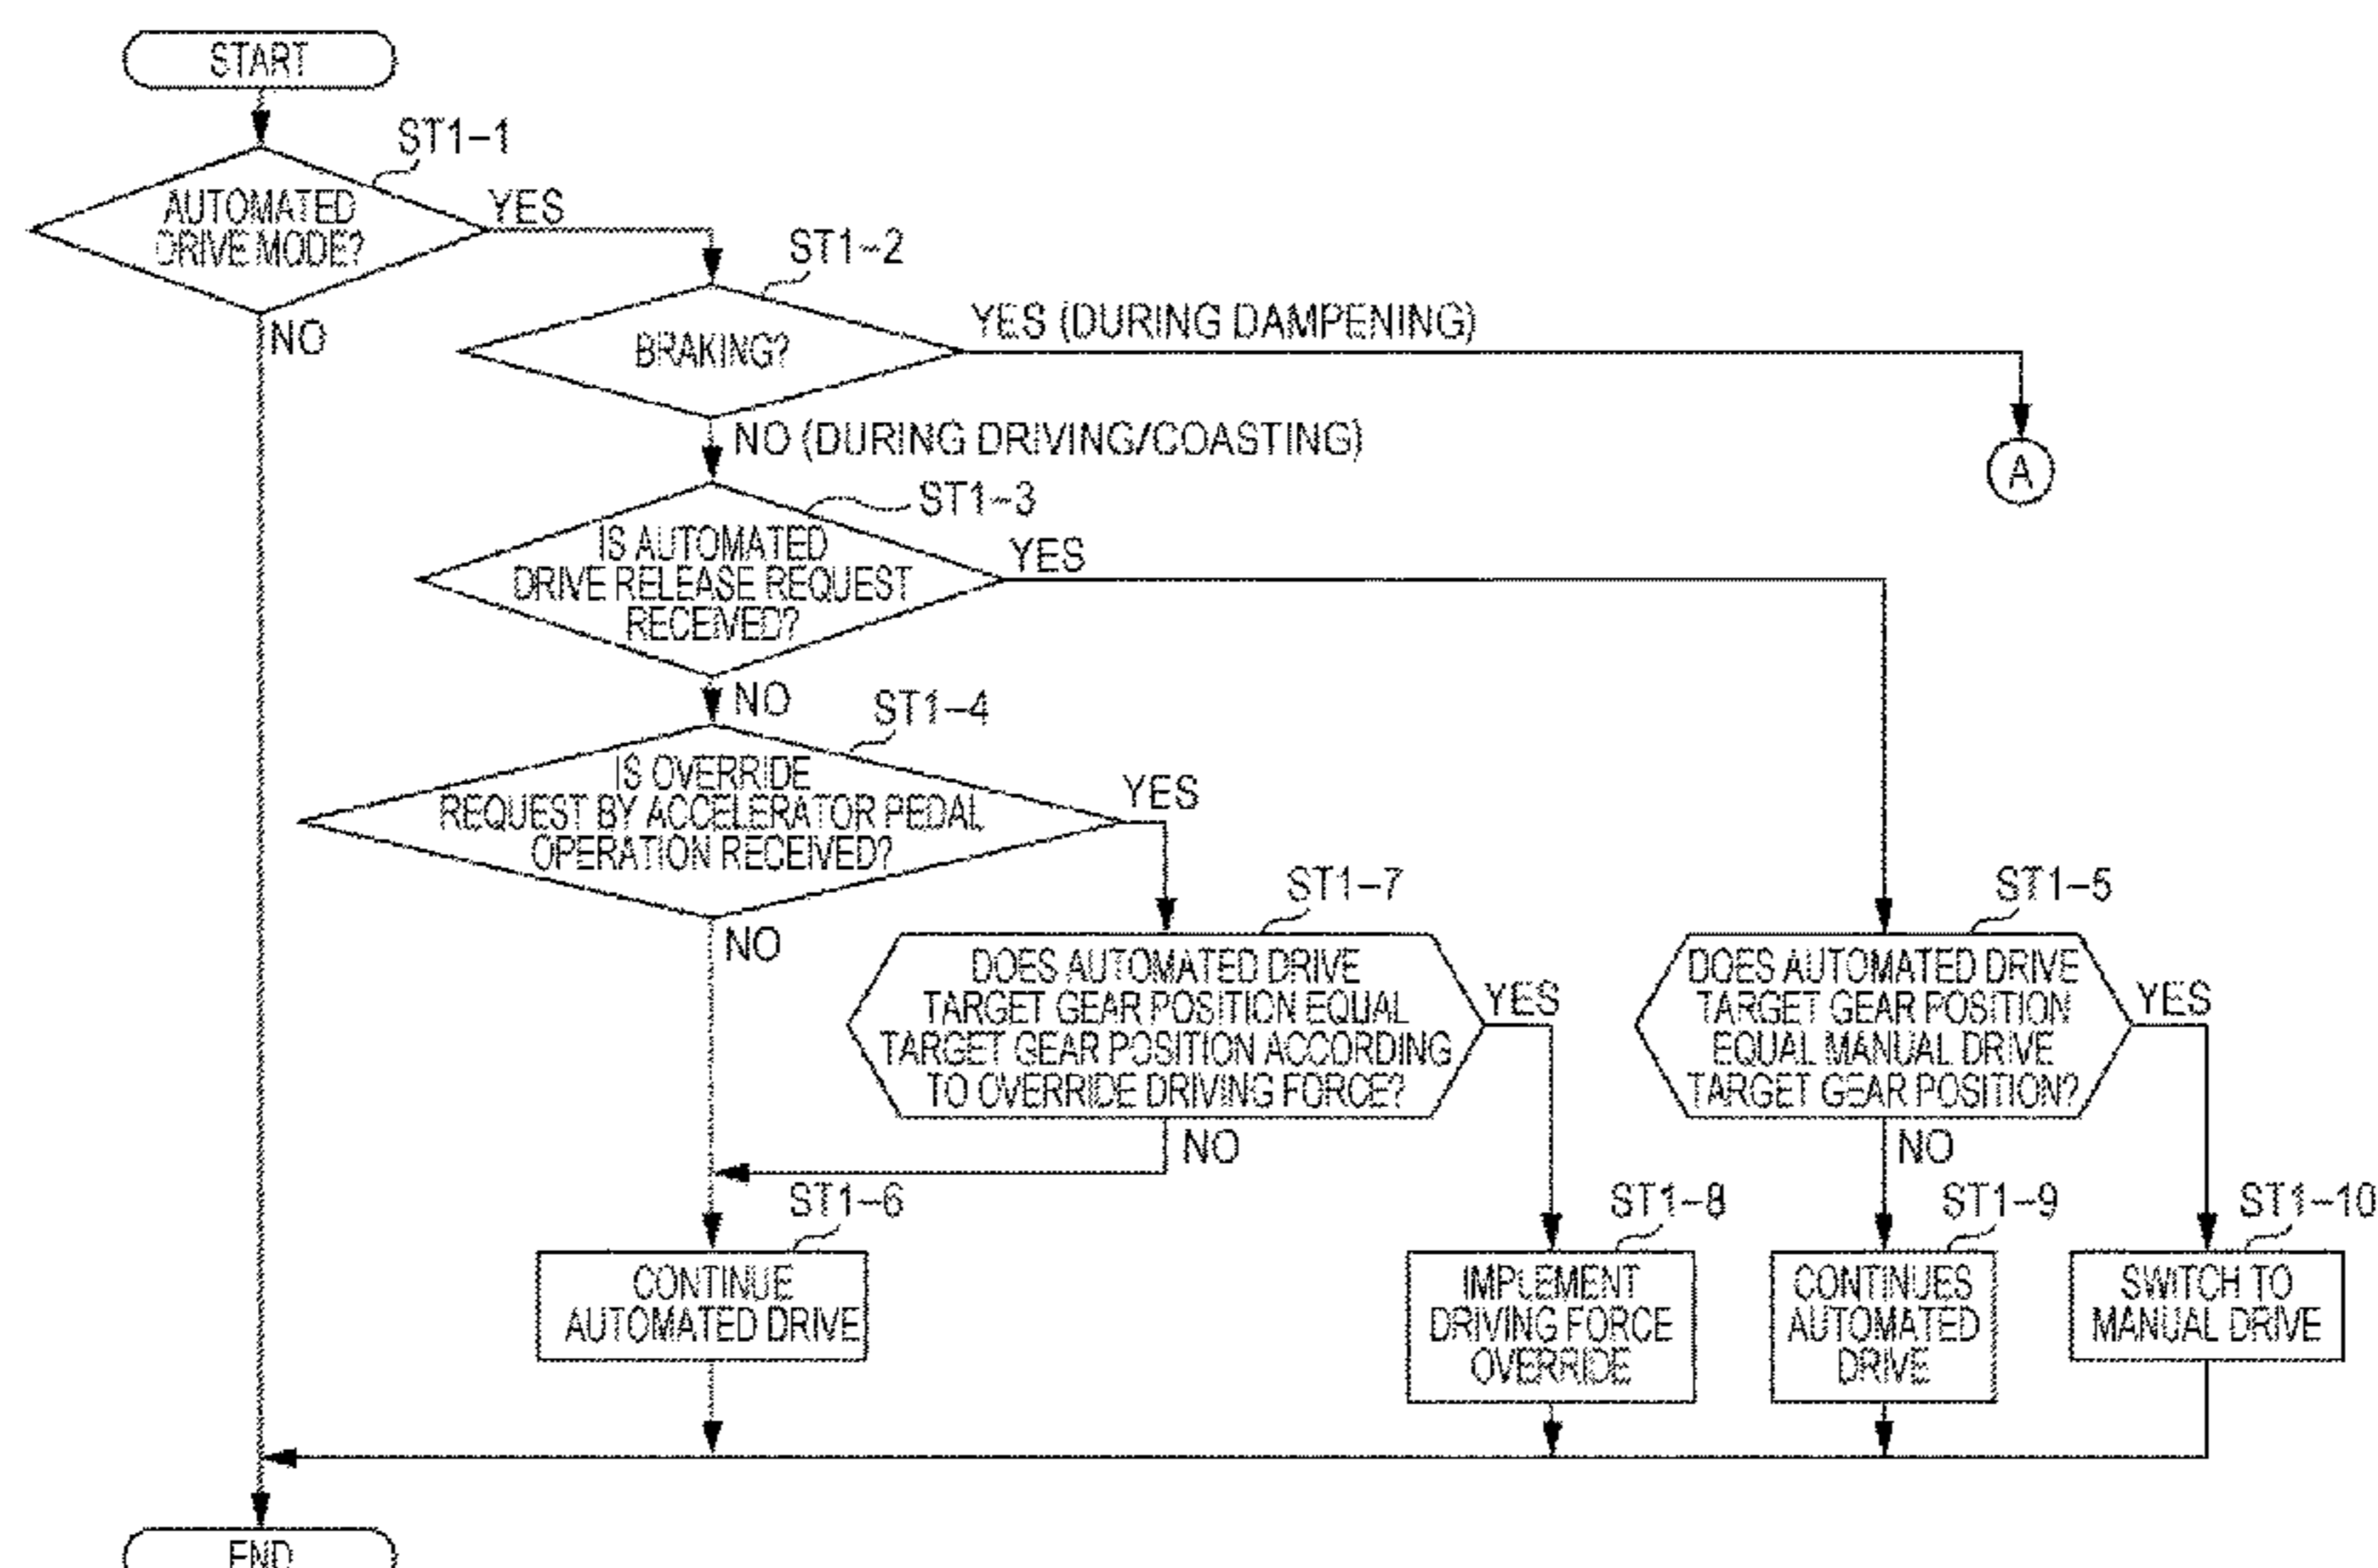 START
ST1-1
AUTOMATED
DRIVE MODE?
YES
NO
ST1-2
BRAKING?
YES (DURING DAMPENING)
A
NO (DURING DRIVING/COASTING)
ST1-3
IS AUTOMATED
DRIVE RELEASE REQUEST
RECEIVED?
YES
NO
ST1-4
IS OVERRIDE
REQUEST BY ACCELERATOR PEDAL
OPERATION RECEIVED?
YES
NO
ST1-7
DOES AUTOMATED DRIVE
TARGET GEAR POSITION EQUAL
TARGET GEAR POSITION ACCORDING
TO OVERRIDE DRIVING FORCE?
YES
NO
ST1-5
DOES AUTOMATED DRIVE
TARGET GEAR POSITION
EQUAL MANUAL DRIVE
TARGET GEAR POSITION?
YES
NO
ST1-6
CONTINUE
AUTOMATED DRIVE
ST1-8
IMPLEMENT
DRIVING FORCE
OVERRIDE
ST1-9
CONTINUES
AUTOMATED
DRIVE
ST1-10
SWITCH TO
MANUAL DRIVE
END